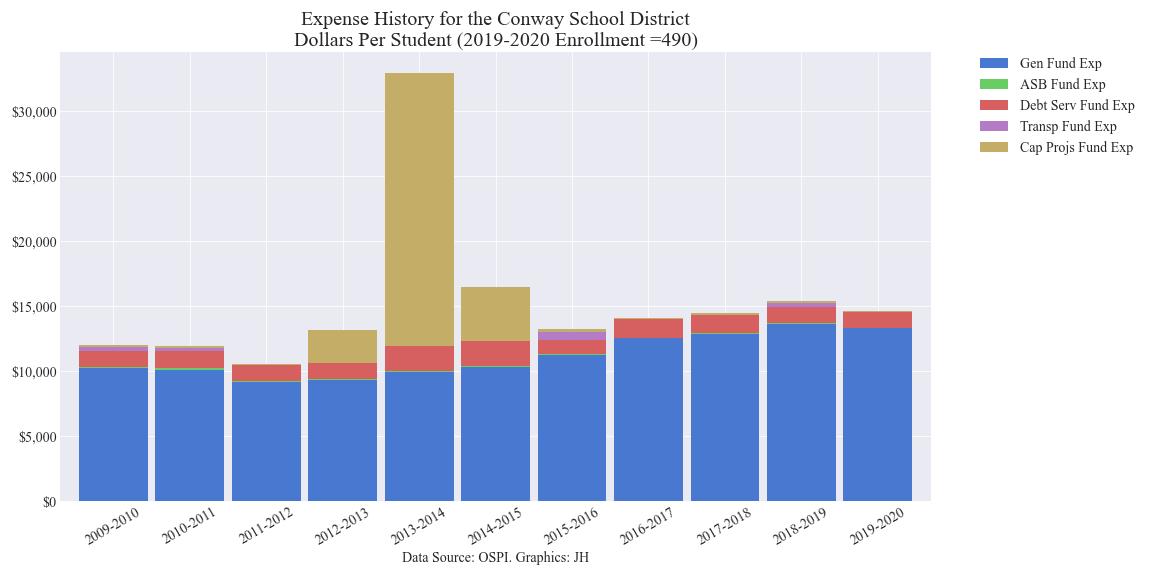 Expense History for the Conway School District
Dollars Per Student (2019-2020 Enrollment =490)
Gen Fund Exp
ASB Fund Exp
Debt Serv Fund Exp
Transp Fund Exp
Cap Projs Fund Exp
$30,000
$25,000
$20,000
$15,000
$10,000
$5,000
$0
2009-2010
2010-2011
2011-2012
2012-2013
2013-2014
2014-2015
2015-2016
2016-2017
2017-2018
2018-2019
2019-2020
Data Source: OSPI. Graphics: JH